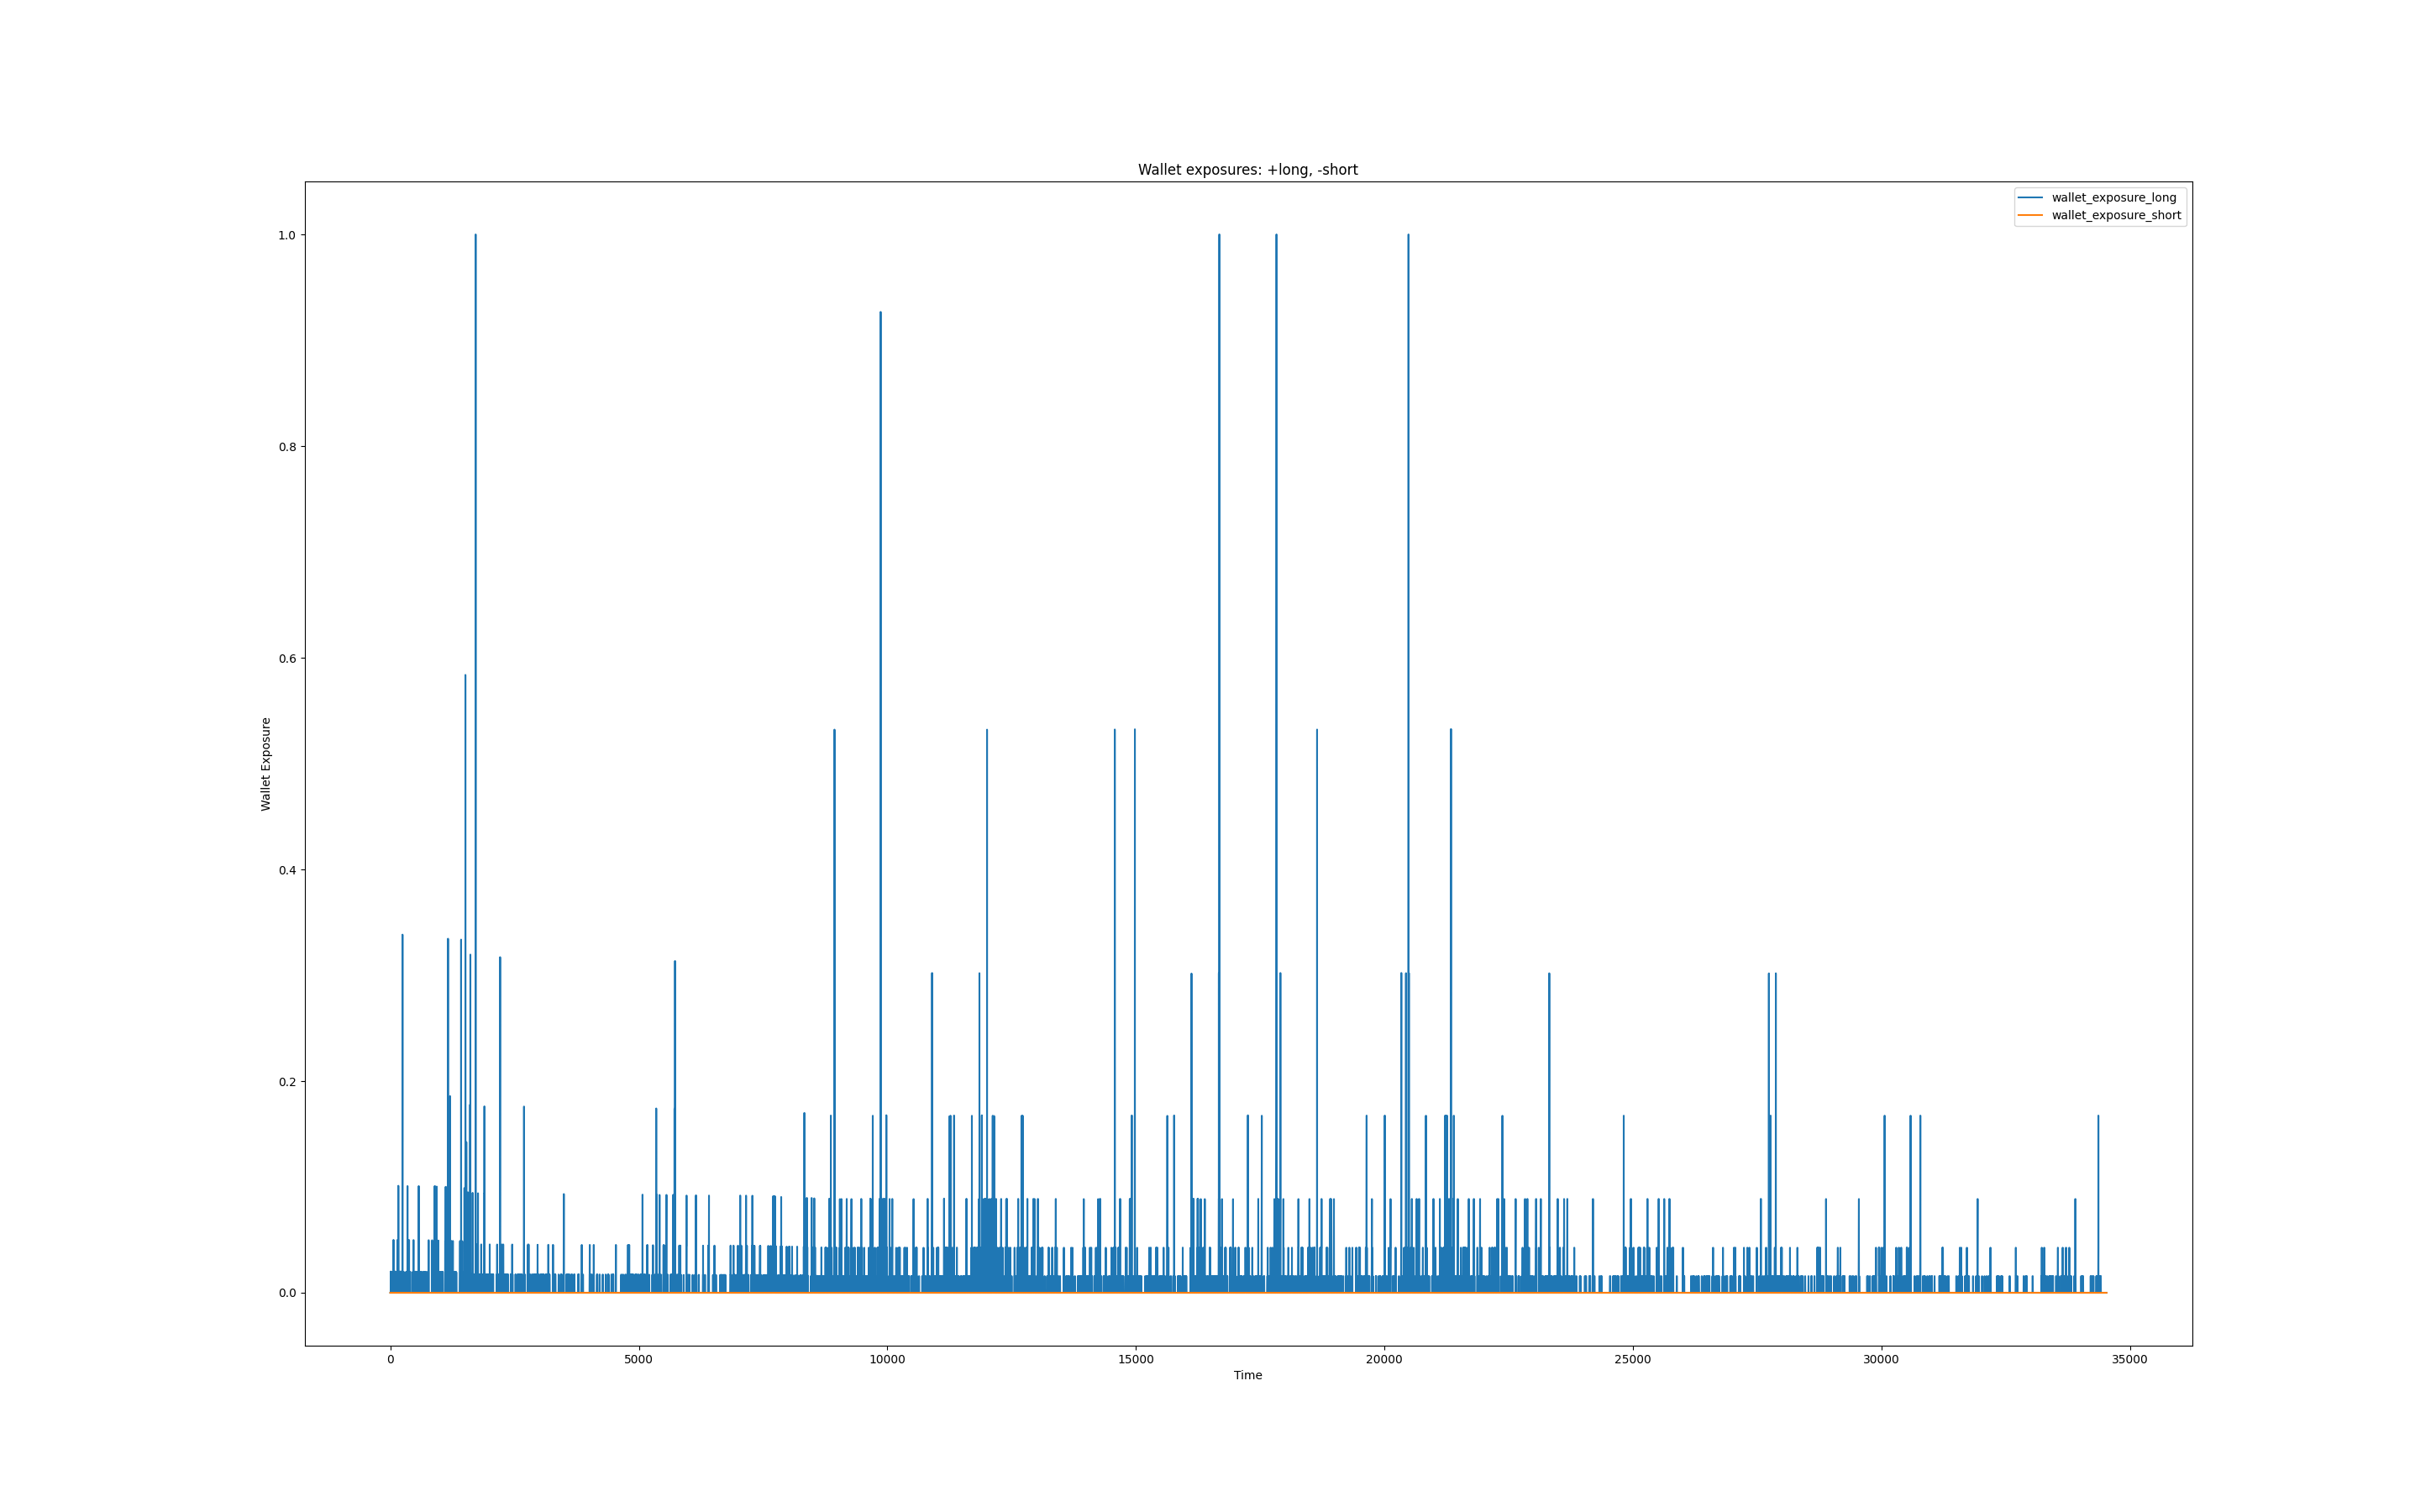 Wallet exposures: +long, -short
wallet_exposure_long
wallet_exposure_short
1.0
0.8
0.6
0.4
0.2
0.0
Wallet Exposure
0 5000 10000 15000 20000 25000 30000 35000
Time